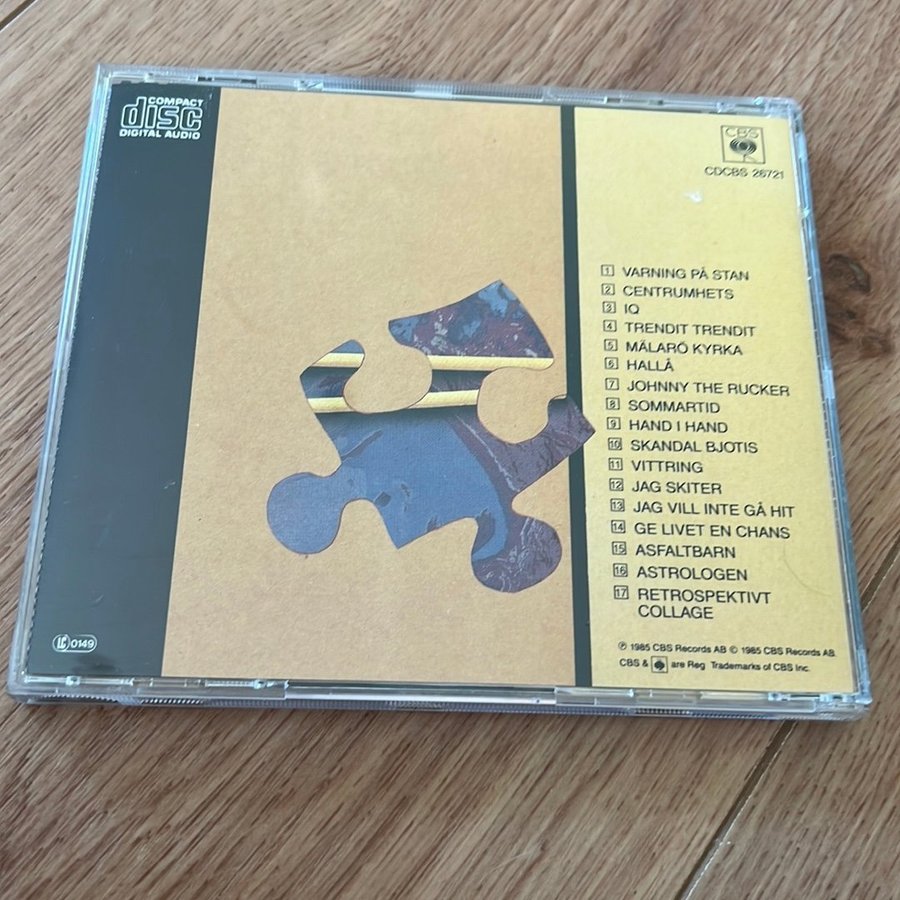 COMPACT
disc
DIGITAL AUDIO
CBS
CDCBS 26721
1 VARNING PÅ STAN
2 CENTRUMHETS
3 IQ
4 TRENDIT TRENDIT
5 MÄLARÖ KYRKA
6 HALLÅ
7 JOHNNY THE RUCKER
8 SOMMARTID
9 HAND I HAND
10 SKANDAL BJOTIS
11 VITTRING
12 JAG SKITER
13 JAG VILL INTE GÅ HIT
14 GE LIVET EN CHANS
15 ASFALTBARN
16 ASTROLOGEN
17 RETROSPEKTIVT
COLLAGE
℗ 1985 CBS Records AB © 1985 CBS Records AB.
CBS & are Reg Trademarks of CBS Inc.
LC 0149